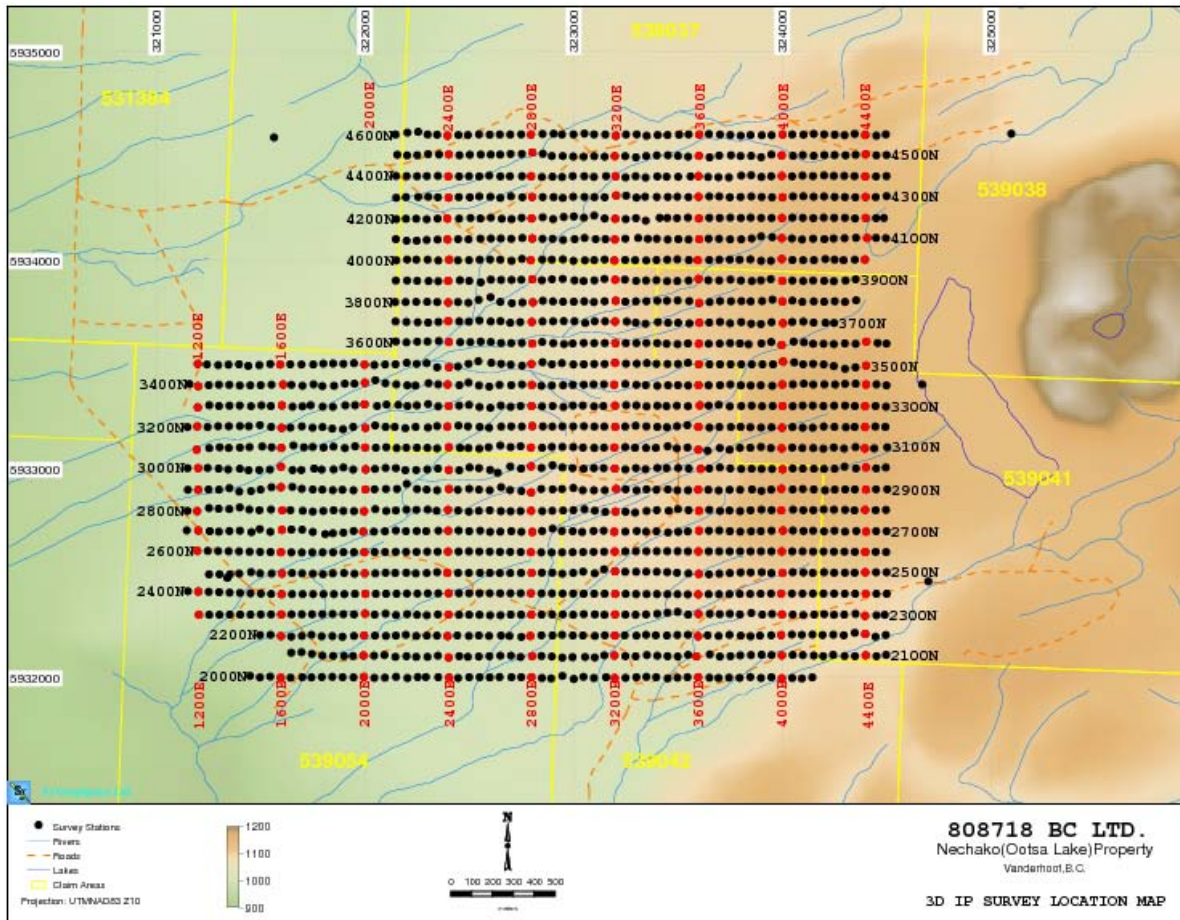 321000
322000
323000
324000
325000
5935000
5934000
5933000
5932000
531384
539037
539038
539041
2000E
2400E
2800E
3200E
3600E
4000E
4400E
1200E
1600E
4600N
4500N
4400N
4300N
4200N
4100N
4000N
3900N
3800N
3700N
3600N
3500N
3400N
3300N
3200N
3100N
3000N
2900N
2800N
2700N
2600N
2500N
2400N
2300N
2200N
2100N
2000N
1200E
1600E
2000E
2400E
2800E
3200E
3600E
4000E
4400E
Survey Stations
Rivers
Roads
Lakes
Claim Areas
Projection: UTMNAD83 Z10
1200
1100
1000
900
N
0 100 200 300 400 500
808718 BC LTD.
Nechako(Ootsa Lake)Property
Vanderhoof,B.C.
3D IP SURVEY LOCATION MAP